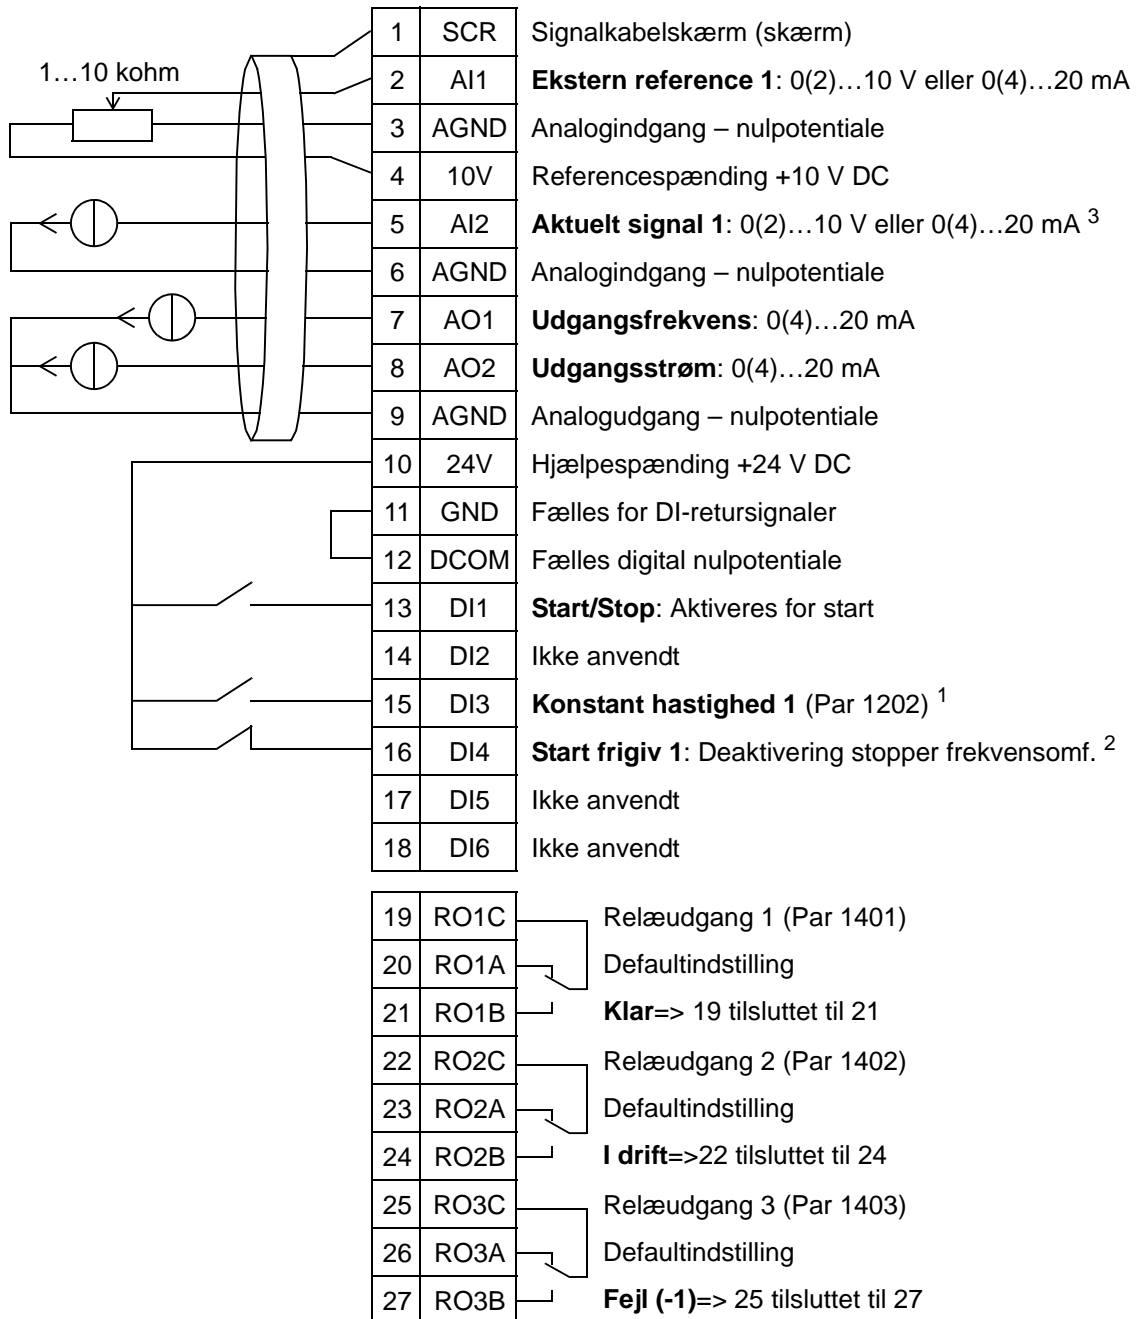 1 SCR Signalkabelskærm (skærm)
1…10 kohm
2 AI1 Ekstern reference 1: 0(2)…10 V eller 0(4)…20 mA
3 AGND Analogindgang – nulpotentiale
4 10V Referencespænding +10 V DC
5 AI2 Aktuelt signal 1: 0(2)…10 V eller 0(4)…20 mA 3
6 AGND Analogindgang – nulpotentiale
7 AO1 Udgangsfrekvens: 0(4)…20 mA
8 AO2 Udgangsstrøm: 0(4)…20 mA
9 AGND Analogudgang – nulpotentiale
10 24V Hjælpespænding +24 V DC
11 GND Fælles for DI-retursignaler
12 DCOM Fælles digital nulpotentiale
13 DI1 Start/Stop: Aktiveres for start
14 DI2 Ikke anvendt
15 DI3 Konstant hastighed 1 (Par 1202) 1
16 DI4 Start frigiv 1: Deaktivering stopper frekvensomf. 2
17 DI5 Ikke anvendt
18 DI6 Ikke anvendt
19 RO1C Relæudgang 1 (Par 1401)
20 RO1A Defaultindstilling
21 RO1B Klar=> 19 tilsluttet til 21
22 RO2C Relæudgang 2 (Par 1402)
23 RO2A Defaultindstilling
24 RO2B I drift=>22 tilsluttet til 24
25 RO3C Relæudgang 3 (Par 1403)
26 RO3A Defaultindstilling
27 RO3B Fejl (-1)=> 25 tilsluttet til 27